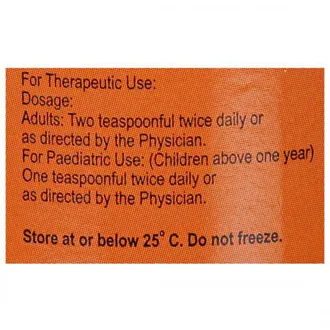 For Therapeutic Use:
Dosage:
Adults: Two teaspoonful twice daily or
as directed by the Physician.
For Paediatric Use: (Children above one year)
One teaspoonful twice daily or
as directed by the Physician.
Store at or below 25° C. Do not freeze.